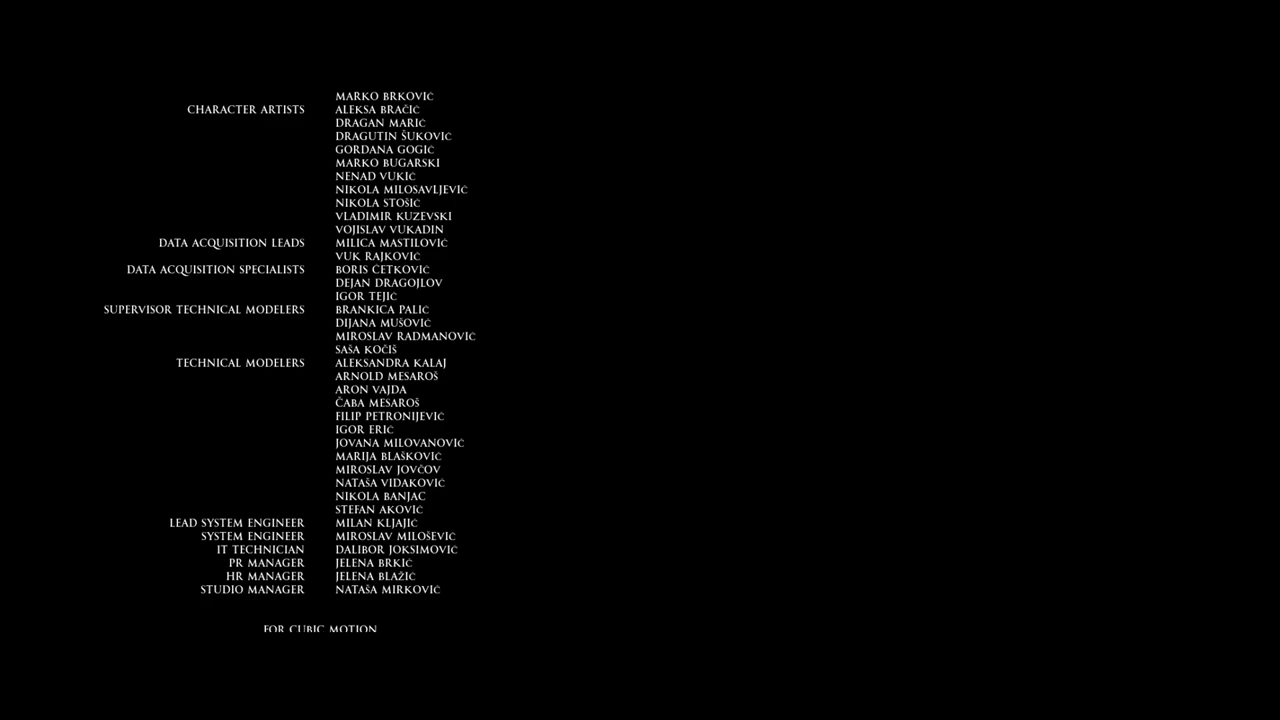 MARKO BRKOVIĆ
CHARACTER ARTISTS ALEKSA BRAČIĆ
DRAGAN MARIĆ
DRAGUTIN ŠUKOVIĆ
GORDANA GOGIĆ
MARKO BUGARSKI
NENAD VUKIĆ
NIKOLA MILOSAVLJEVIĆ
NIKOLA STOŠIĆ
VLADIMIR KUZEVSKI
VOJISLAV VUKADIN
DATA ACQUISITION LEADS MILICA MASTILOVIĆ
VUK RAJKOVIĆ
DATA ACQUISITION SPECIALISTS BORIS ĆETKOVIĆ
DEJAN DRAGOJLOV
IGOR TEJIĆ
SUPERVISOR TECHNICAL MODELERS BRANKICA PALIĆ
DIJANA MUŠOVIĆ
MIROSLAV RADMANOVIĆ
SAŠA KOČIŠ
TECHNICAL MODELERS ALEKSANDRA KALAJ
ARNOLD MESAROŠ
ARON VAJDA
ČABA MESAROŠ
FILIP PETRONIJEVIĆ
IGOR ERIĆ
JOVANA MILOVANOVIĆ
MARIJA BLAŠKOVIĆ
MIROSLAV JOVČOV
NATAŠA VIDAKOVIĆ
NIKOLA BANJAC
STEFAN AKOVIĆ
LEAD SYSTEM ENGINEER MILAN KLJAJIĆ
SYSTEM ENGINEER MIROSLAV MILOŠEVIĆ
IT TECHNICIAN DALIBOR JOKSIMOVIĆ
PR MANAGER JELENA BRKIĆ
HR MANAGER JELENA BLAŽIĆ
STUDIO MANAGER NATAŠA MIRKOVIĆ
FOR CUBIC MOTION